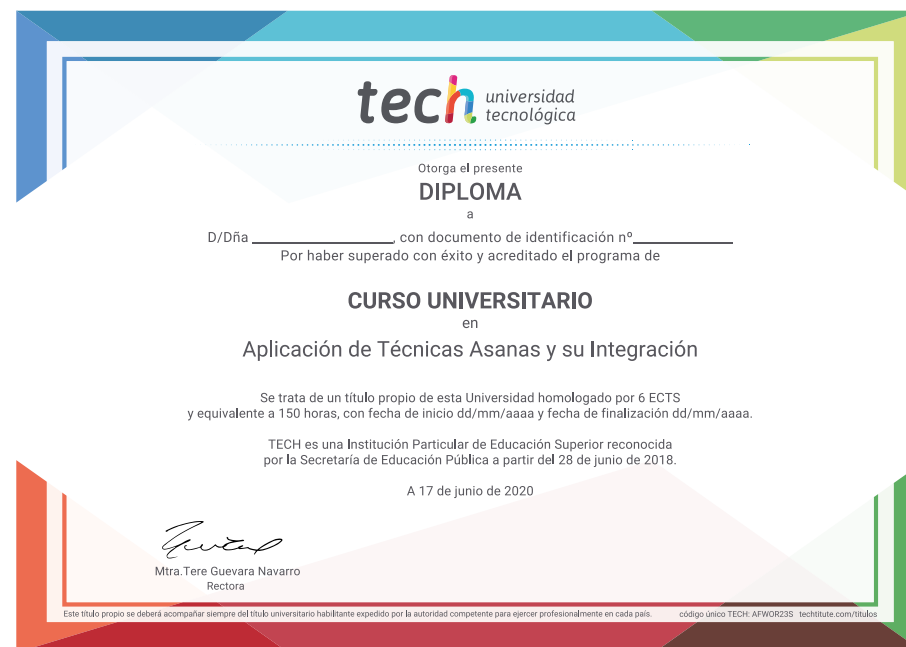 tech universidad
tecnológica
Otorga el presente
DIPLOMA
a
D/Dña ____________________, con documento de identificación nº______________
Por haber superado con éxito y acreditado el programa de
CURSO UNIVERSITARIO
en
Aplicación de Técnicas Asanas y su Integración
Se trata de un título propio de esta Universidad homologado por 6 ECTS
y equivalente a 150 horas, con fecha de inicio dd/mm/aaaa y fecha de finalización dd/mm/aaaa.
TECH es una Institución Particular de Educación Superior reconocida
por la Secretaría de Educación Pública a partir del 28 de junio de 2018.
A 17 de junio de 2020
Mtra.Tere Guevara Navarro
Rectora
Este título propio se deberá acompañar siempre del título universitario habilitante expedido por la autoridad competente para ejercer profesionalmente en cada país. código único TECH: AFWOR23S techtitute.com/titulos